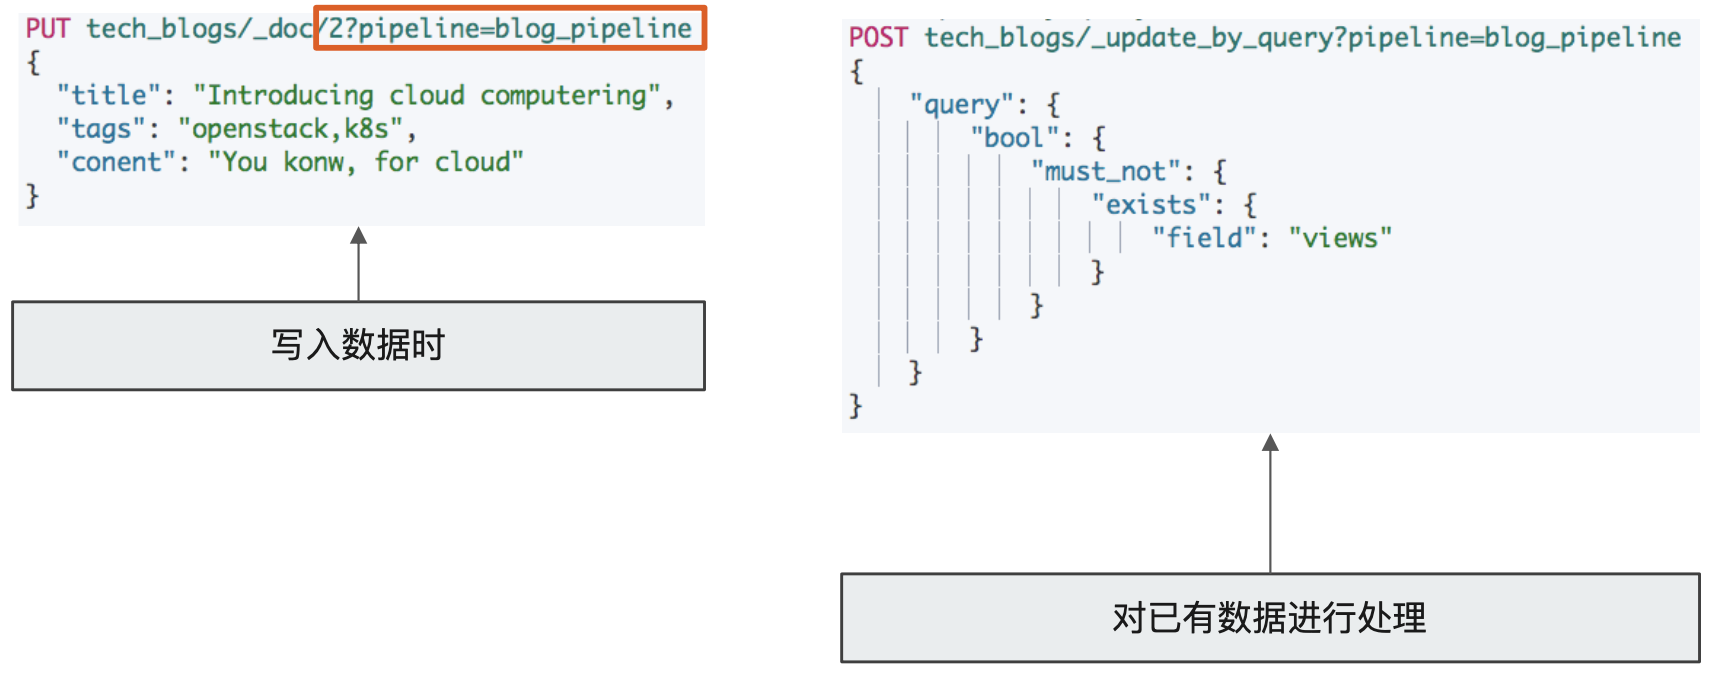 PUT tech_blogs/_doc/2?pipeline=blog_pipeline
{
"title": "Introducing cloud computering",
"tags": "openstack,k8s",
"conent": "You konw, for cloud"
}
写入数据时
POST tech_blogs/_update_by_query?pipeline=blog_pipeline
{
"query": {
"bool": {
"must_not": {
"exists": {
"field": "views"
}
}
}
}
}
对已有数据进行处理